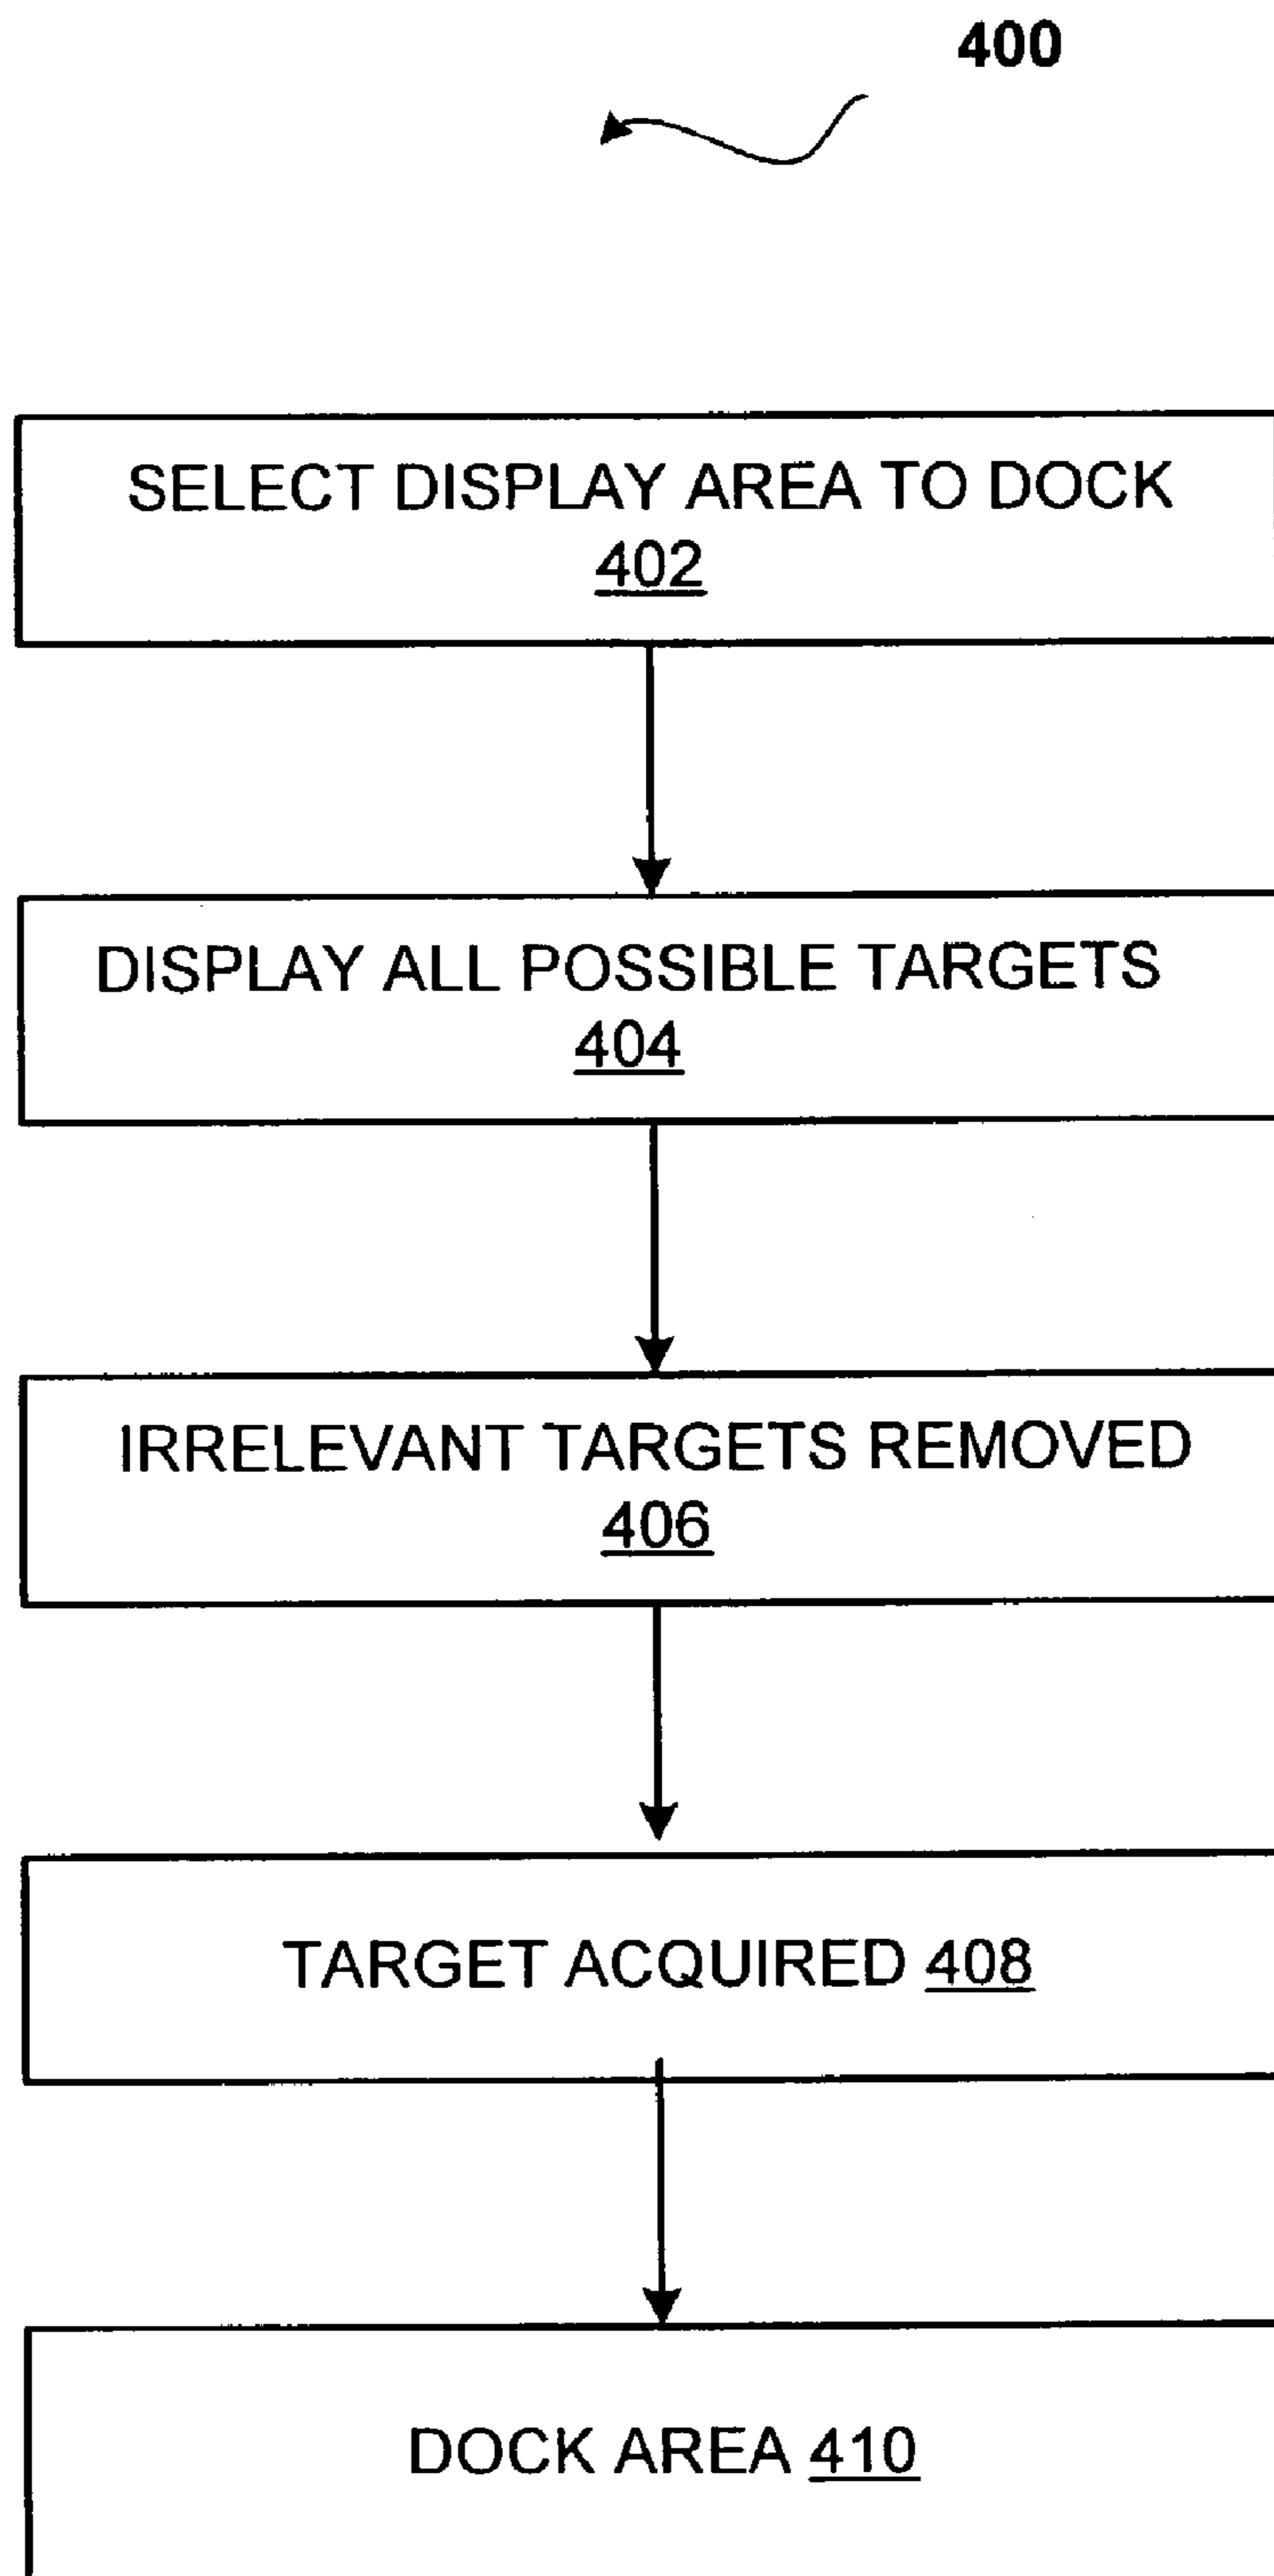 400
SELECT DISPLAY AREA TO DOCK
402
DISPLAY ALL POSSIBLE TARGETS
404
IRRELEVANT TARGETS REMOVED
406
TARGET ACQUIRED 408
DOCK AREA 410